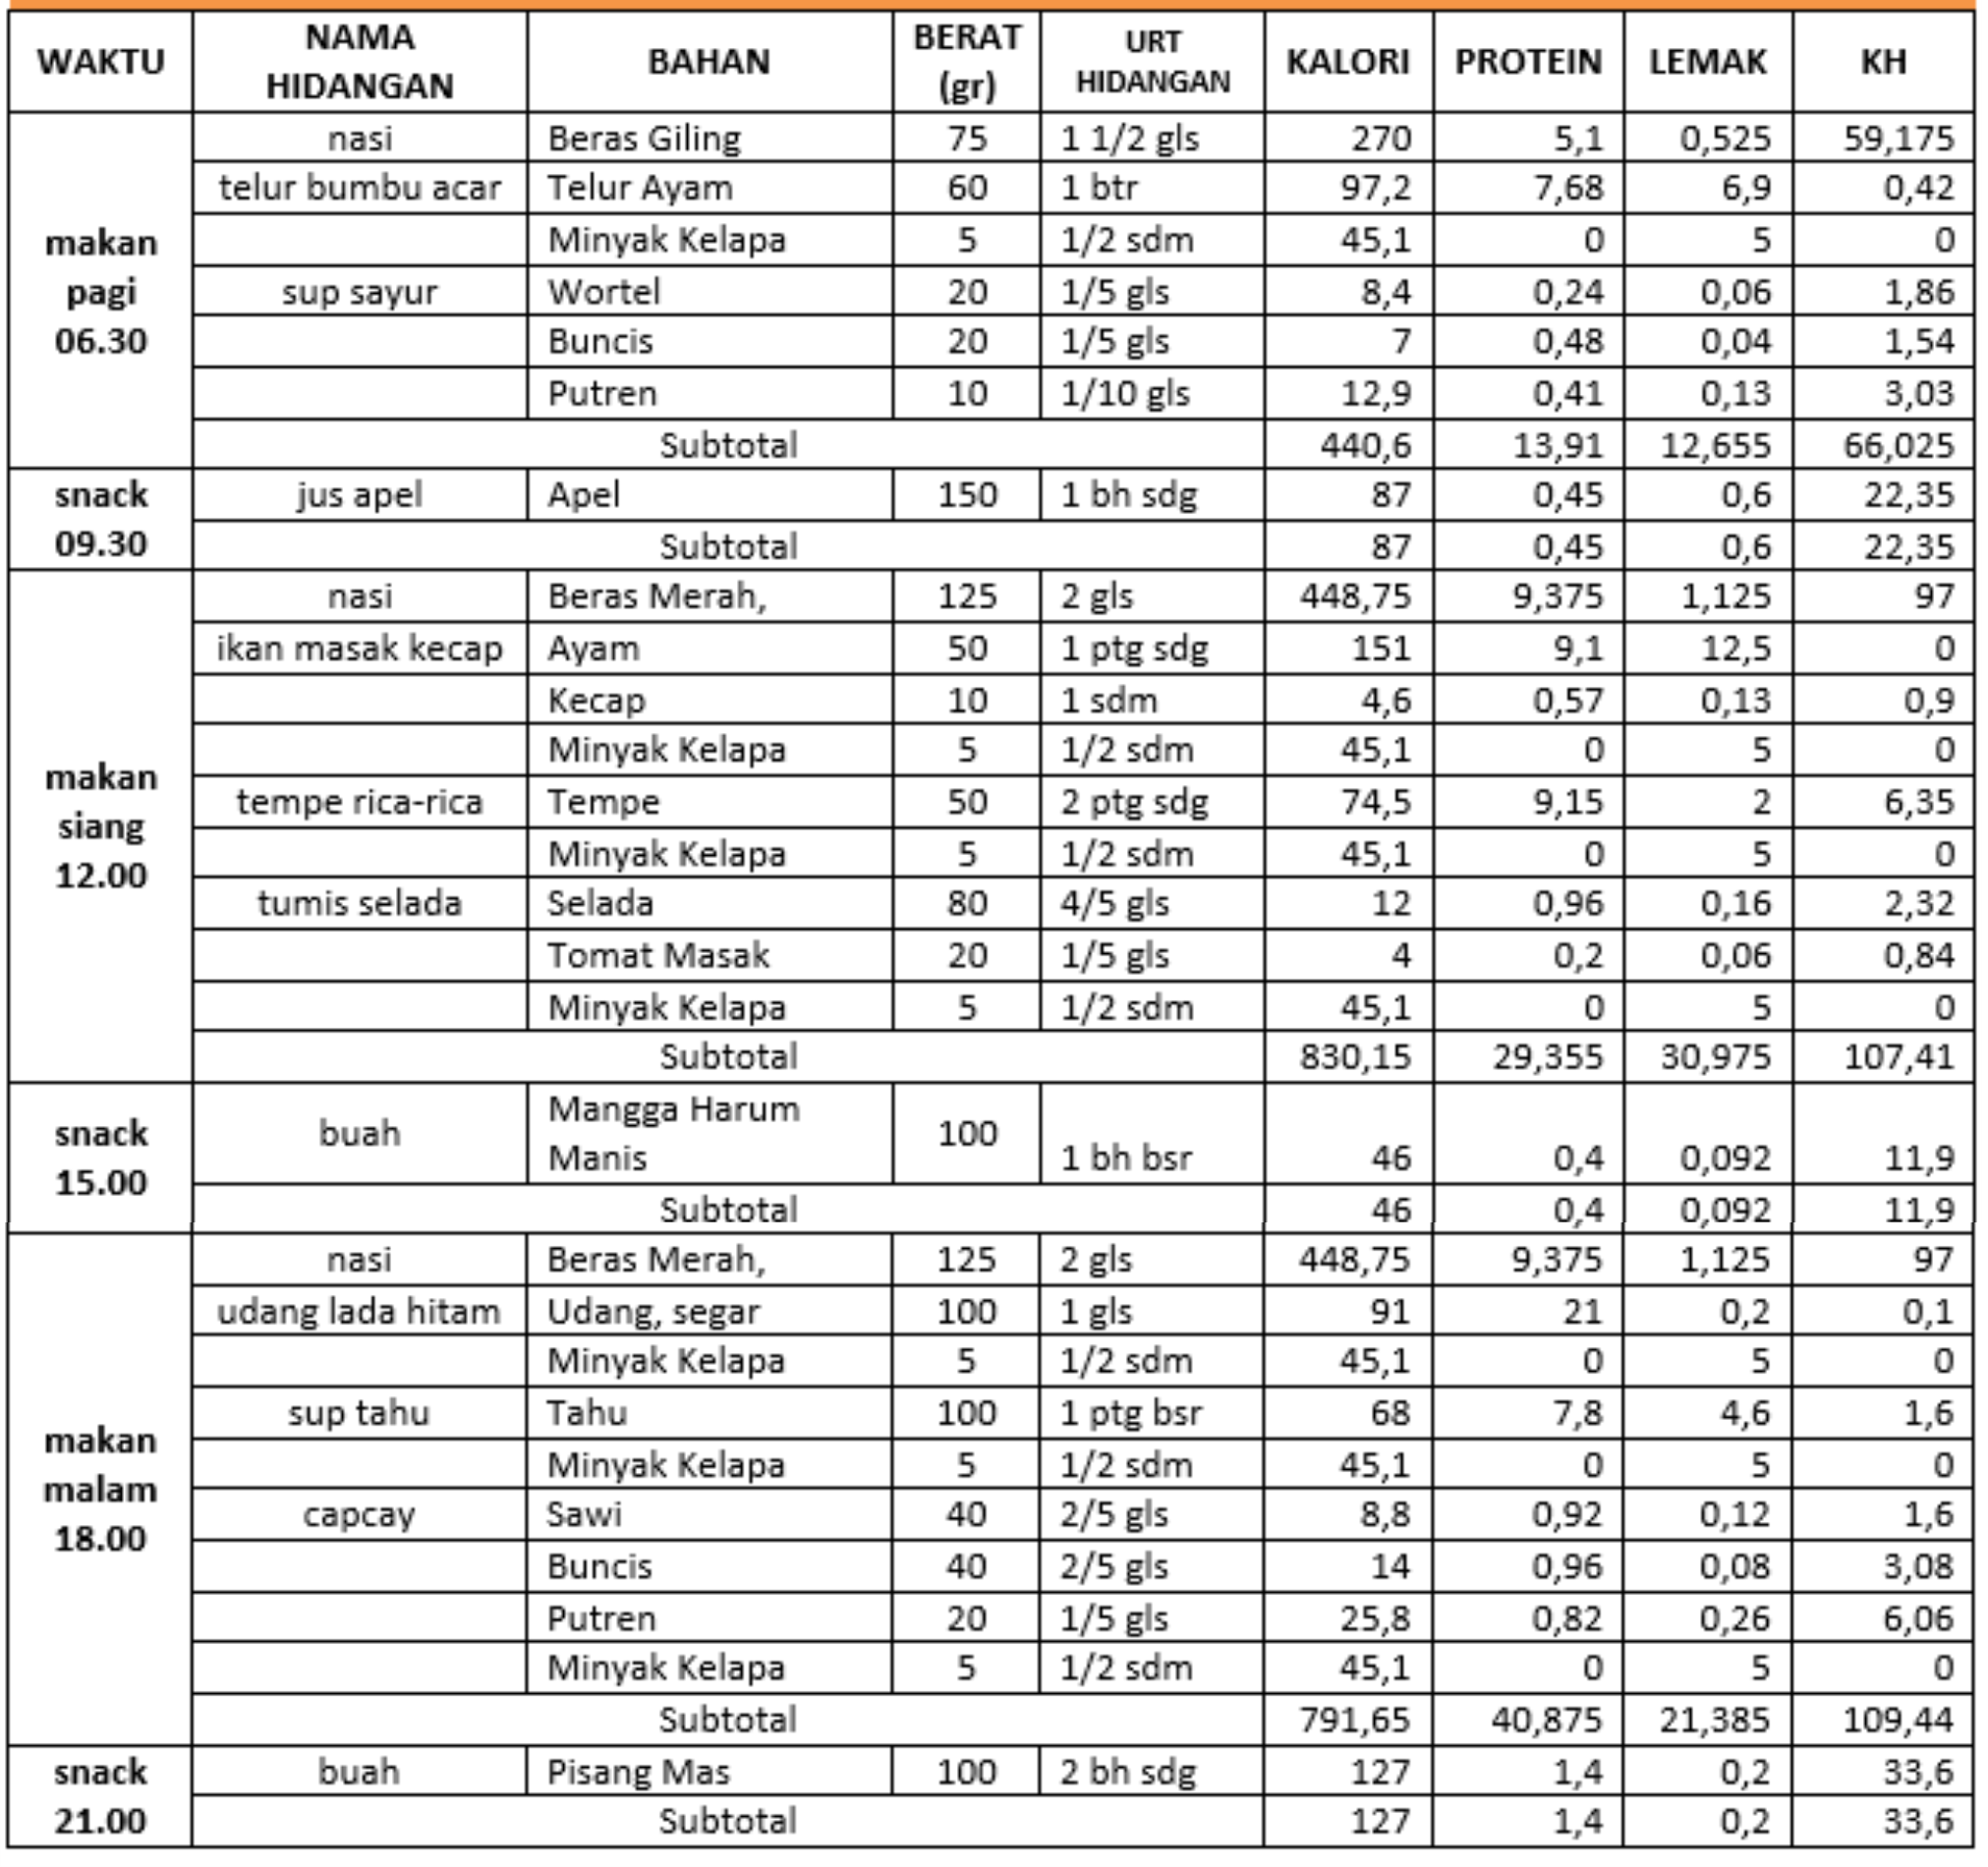 WAKTU NAMA HIDANGAN BAHAN BERAT (gr) URT HIDANGAN KALORI PROTEIN LEMAK KH
makan pagi 06.30
nasi Beras Giling 75 1 1/2 gls 270 5,1 0,525 59,175
telur bumbu acar Telur Ayam 60 1 btr 97,2 7,68 6,9 0,42
Minyak Kelapa 5 1/2 sdm 45,1 0 5 0
sup sayur Wortel 20 1/5 gls 8,4 0,24 0,06 1,86
Buncis 20 1/5 gls 7 0,48 0,04 1,54
Putren 10 1/10 gls 12,9 0,41 0,13 3,03
Subtotal 440,6 13,91 12,655 66,025
snack 09.30
jus apel Apel 150 1 bh sdg 87 0,45 0,6 22,35
Subtotal 87 0,45 0,6 22,35
makan siang 12.00
nasi Beras Merah, 125 2 gls 448,75 9,375 1,125 97
ikan masak kecap Ayam 50 1 ptg sdg 151 9,1 12,5 0
Kecap 10 1 sdm 4,6 0,57 0,13 0,9
Minyak Kelapa 5 1/2 sdm 45,1 0 5 0
tempe rica-rica Tempe 50 2 ptg sdg 74,5 9,15 2 6,35
Minyak Kelapa 5 1/2 sdm 45,1 0 5 0
tumis selada Selada 80 4/5 gls 12 0,96 0,16 2,32
Tomat Masak 20 1/5 gls 4 0,2 0,06 0,84
Minyak Kelapa 5 1/2 sdm 45,1 0 5 0
Subtotal 830,15 29,355 30,975 107,41
snack 15.00
buah Mangga Harum Manis 100 1 bh bsr 46 0,4 0,092 11,9
Subtotal 46 0,4 0,092 11,9
makan malam 18.00
nasi Beras Merah, 125 2 gls 448,75 9,375 1,125 97
udang lada hitam Udang, segar 100 1 gls 91 21 0,2 0,1
Minyak Kelapa 5 1/2 sdm 45,1 0 5 0
sup tahu Tahu 100 1 ptg bsr 68 7,8 4,6 1,6
Minyak Kelapa 5 1/2 sdm 45,1 0 5 0
capcay Sawi 40 2/5 gls 8,8 0,92 0,12 1,6
Buncis 40 2/5 gls 14 0,96 0,08 3,08
Putren 20 1/5 gls 25,8 0,82 0,26 6,06
Minyak Kelapa 5 1/2 sdm 45,1 0 5 0
Subtotal 791,65 40,875 21,385 109,44
snack 21.00
buah Pisang Mas 100 2 bh sdg 127 1,4 0,2 33,6
Subtotal 127 1,4 0,2 33,6